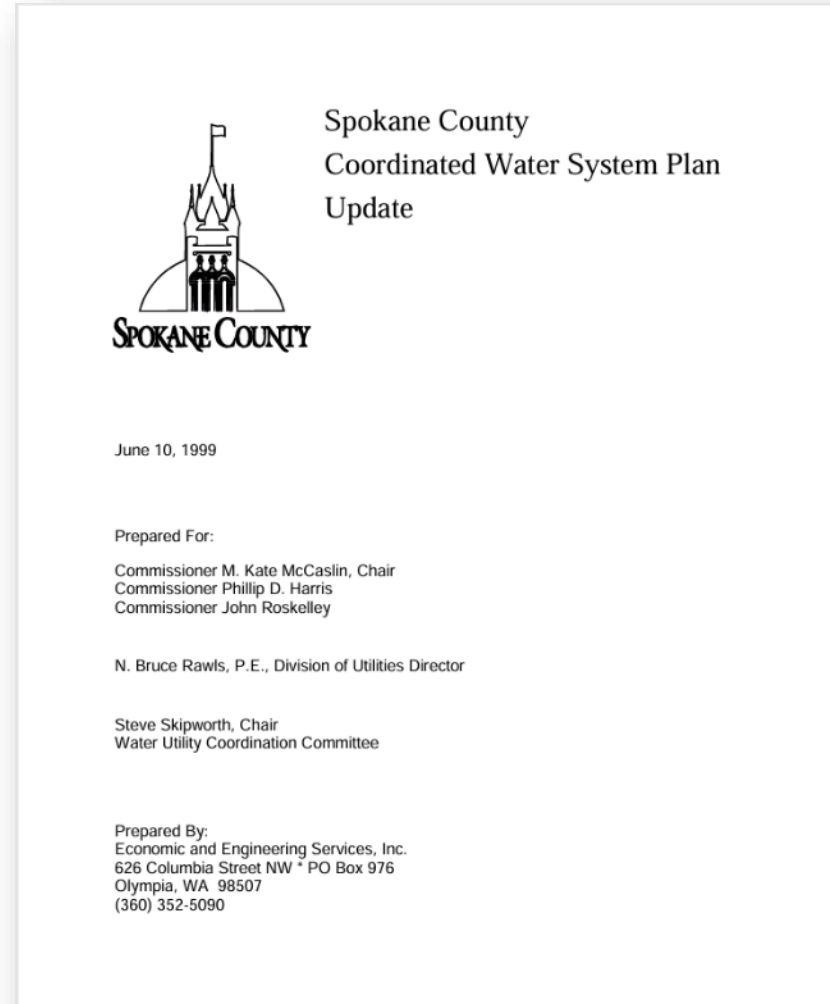 Spokane County
Coordinated Water System Plan
Update
SPOKANE COUNTY
June 10, 1999
Prepared For:
Commissioner M. Kate McCaslin, Chair
Commissioner Phillip D. Harris
Commissioner John Roskelley
N. Bruce Rawls, P.E., Division of Utilities Director
Steve Skipworth, Chair
Water Utility Coordination Committee
Prepared By:
Economic and Engineering Services, Inc.
626 Columbia Street NW * PO Box 976
Olympia, WA  98507
(360) 352-5090